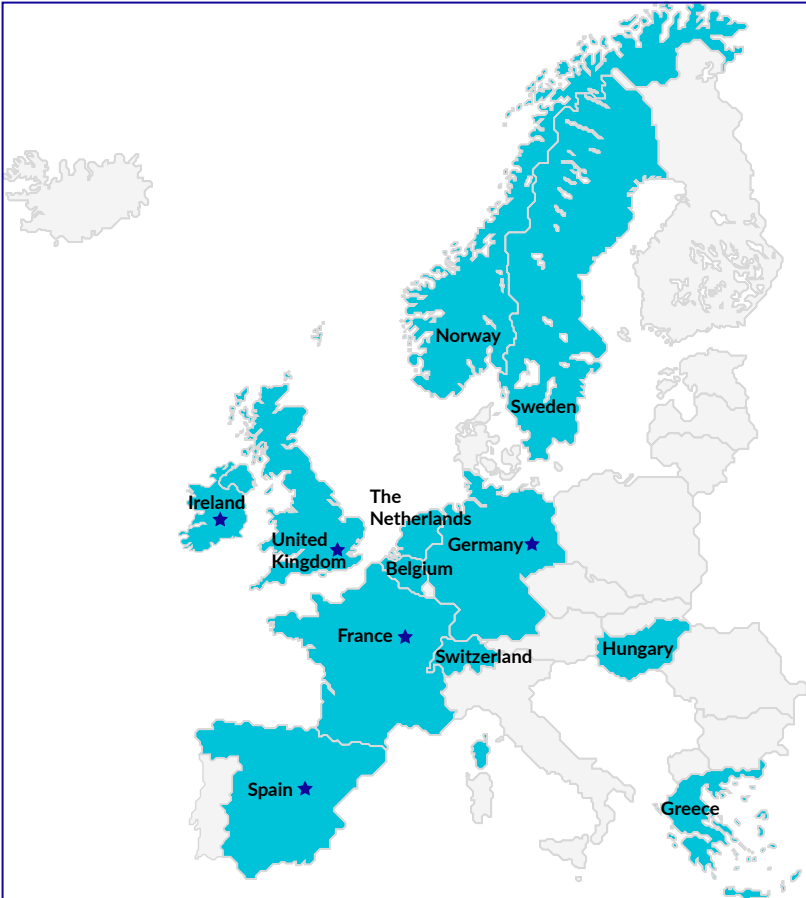 Norway
Sweden
The
Netherlands
Ireland
United
Kingdom
Germany
Belgium
France
Switzerland
Hungary
Spain
Greece